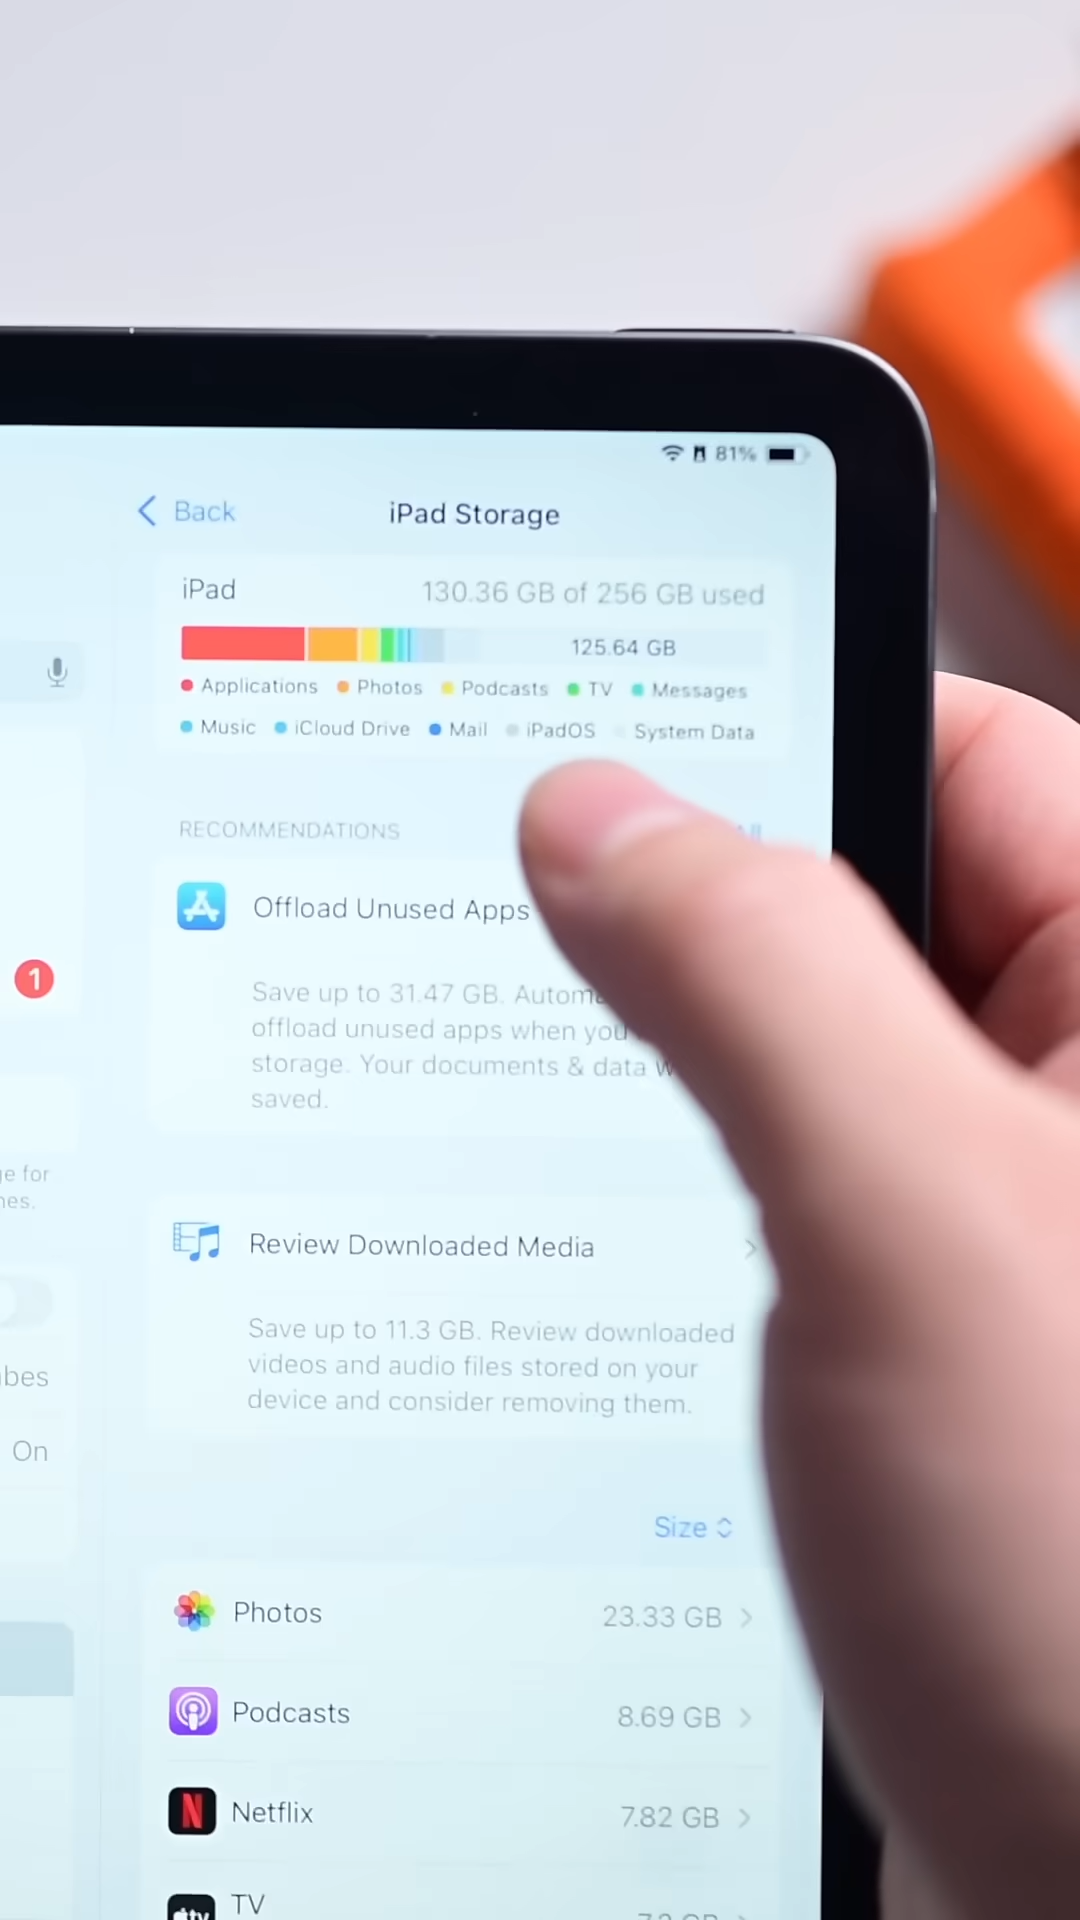 81%
Back
iPad Storage
iPad
130.36 GB of 256 GB used
125.64 GB
Applications
Photos
Podcasts
TV
Messages
Music
iCloud Drive
Mail
iPadOS
System Data
RECOMMENDATIONS
Offload Unused Apps
Save up to 31.47 GB.
offload unused apps when you
storage. Your documents & data
saved.
1
Review Downloaded Media
Save up to 11.3 GB. Review downloaded
videos and audio files stored on your
device and consider removing them.
for
On
Size
Photos
23.33 GB
Podcasts
8.69 GB
N
Netflix
7.82 GB
tv
TV